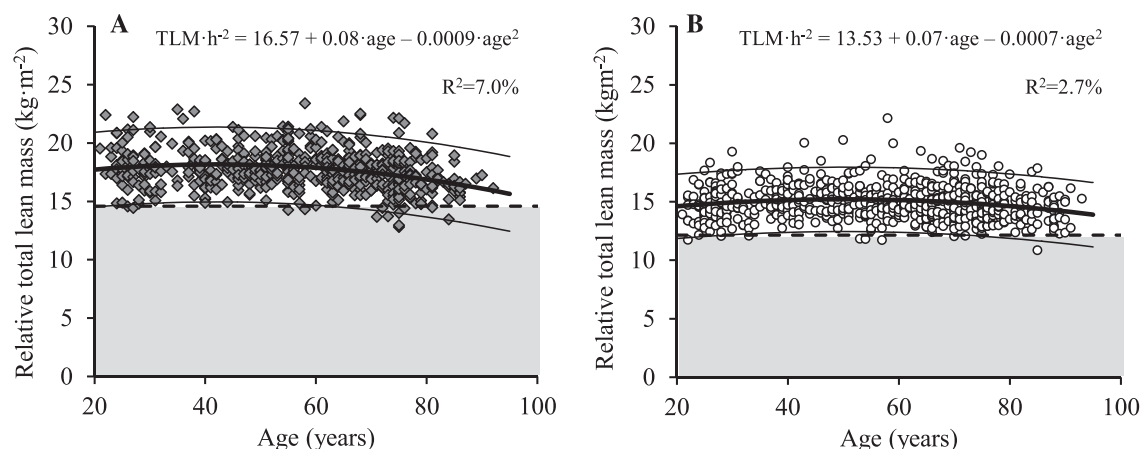 A
TLM·h-2 = 16.57 + 0.08·age – 0.0009·age2
R2=7.0%
Relative total lean mass (kg·m-2)
30
25
20
15
10
5
0
20 40 60 80 100
Age (years)
B
TLM·h-2 = 13.53 + 0.07·age – 0.0007·age2
R2=2.7%
Relative total lean mass (kgm-2)
30
25
20
15
10
5
0
20 40 60 80 100
Age (years)